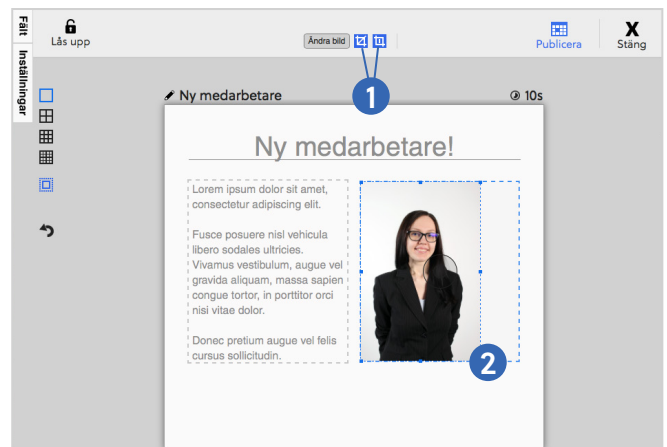 Fält
Inställningar
Lås upp
Ändra bild
Publicera
X
Stäng
1
Ny medarbetare
10s
Ny medarbetare!
Lorem ipsum dolor sit amet,
consectetur adipiscing elit.
Fusce posuere nisl vehicula
libero sodales ultricies.
Vivamus vestibulum, augue vel
gravida aliquam, massa sapien
congue tortor, in porttitor orci
nisi vitae dolor.
Donec pretium augue vel felis
cursus sollicitudin.
2